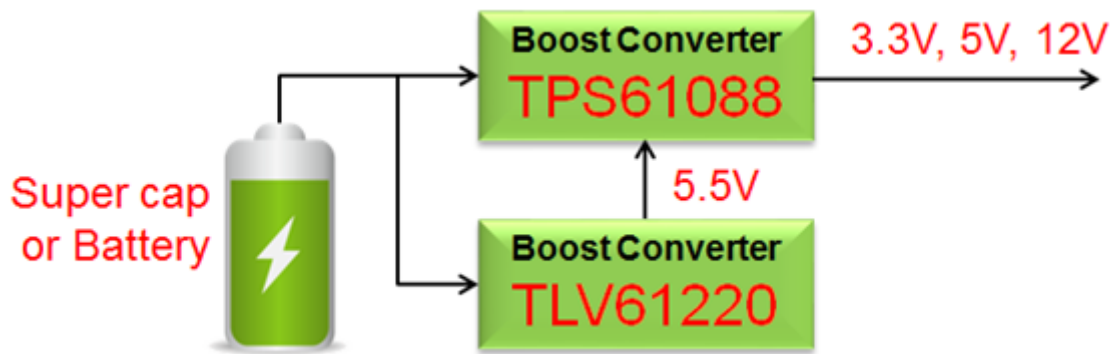 Boost Converter
TPS61088
3.3V, 5V, 12V
Super cap
or Battery
5.5V
Boost Converter
TLV61220